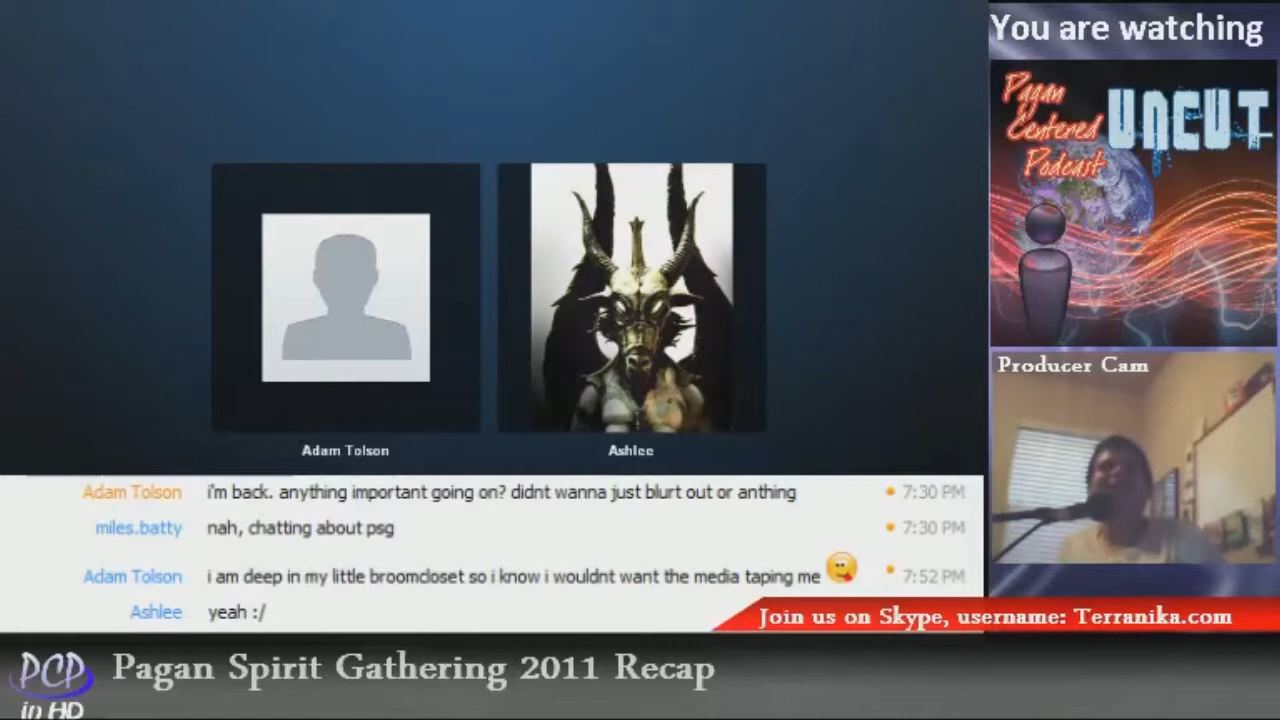 You are watching
Pagan
Centered
Podcast
UNCUT
Producer Cam
Adam Tolson
Ashlee
Adam Tolson i'm back. anything important going on? didnt wanna just blurt out or anthing 7:30 PM
miles.batty nah, chatting about psg 7:30 PM
Adam Tolson i am deep in my little broomcloset so i know i wouldnt want the media taping me 7:52 PM
Ashlee yeah :/
Join us on Skype, username: Terranika.com
PCP
in HD
Pagan Spirit Gathering 2011 Recap